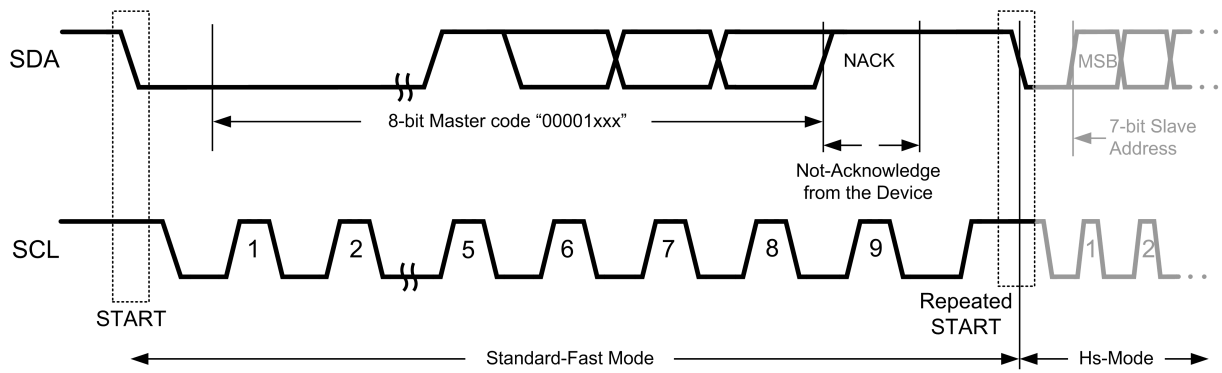 SDA
NACK
MSB
8-bit Master code “00001xxx”
7-bit Slave
Address
Not-Acknowledge
from the Device
SCL
1
2
5
6
7
8
9
1
2
START
Repeated
START
Standard-Fast Mode
Hs-Mode